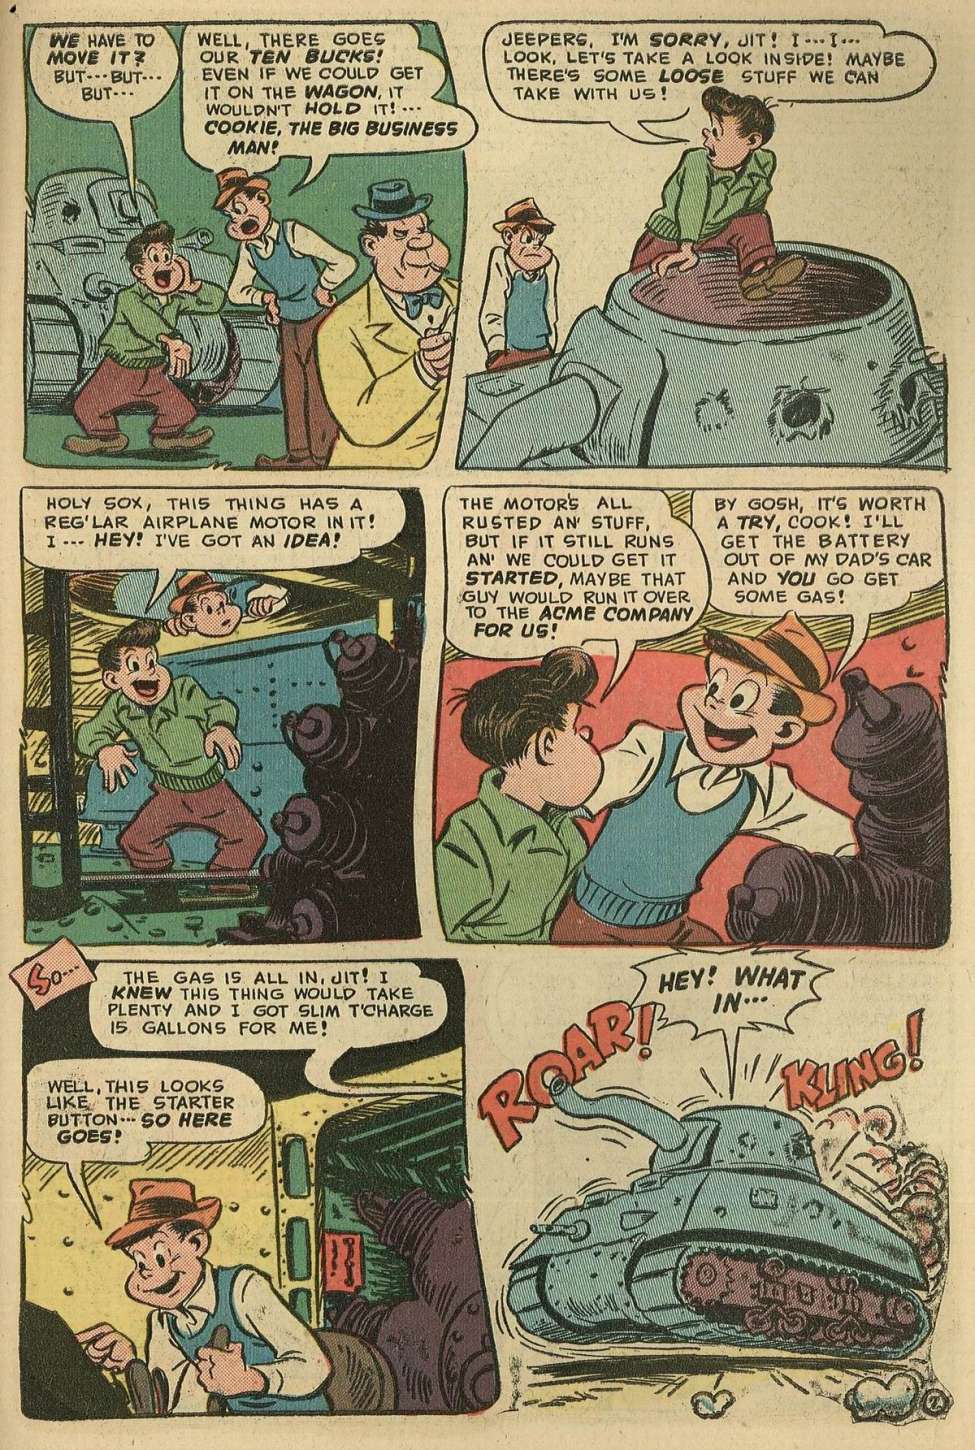 WE HAVE TO
MOVE IT?
BUT---BUT---
BUT---
WELL, THERE GOES
OUR TEN BUCKS!
EVEN IF WE COULD GET
IT ON THE WAGON, IT
WOULDN'T HOLD IT!---
COOKIE, THE BIG BUSINESS
MAN!
JEEPERS, I'M SORRY, JIT! I---I---
LOOK, LET'S TAKE A LOOK INSIDE! MAYBE
THERE'S SOME LOOSE STUFF WE CAN
TAKE WITH US!
HOLY SOX, THIS THING HAS A
REG'LAR AIRPLANE MOTOR IN IT!
I --- HEY! I'VE GOT AN IDEA!
THE MOTOR'S ALL
RUSTED AN' STUFF,
BUT IF IT STILL RUNS
AN' WE COULD GET IT
STARTED, MAYBE THAT
GUY WOULD RUN IT OVER
TO THE ACME COMPANY
FOR US!
BY GOSH, IT'S WORTH
A TRY, COOK! I'LL
GET THE BATTERY
OUT OF MY DAD'S CAR
AND YOU GO GET
SOME GAS!
SO---
THE GAS IS ALL IN, JIT! I
KNEW THIS THING WOULD TAKE
PLENTY AND I GOT SLIM T'CHARGE
15 GALLONS FOR ME!
WELL, THIS LOOKS
LIKE THE STARTER
BUTTON--- SO HERE
GOES!
HEY! WHAT
IN---
ROAR!
KLING!
2